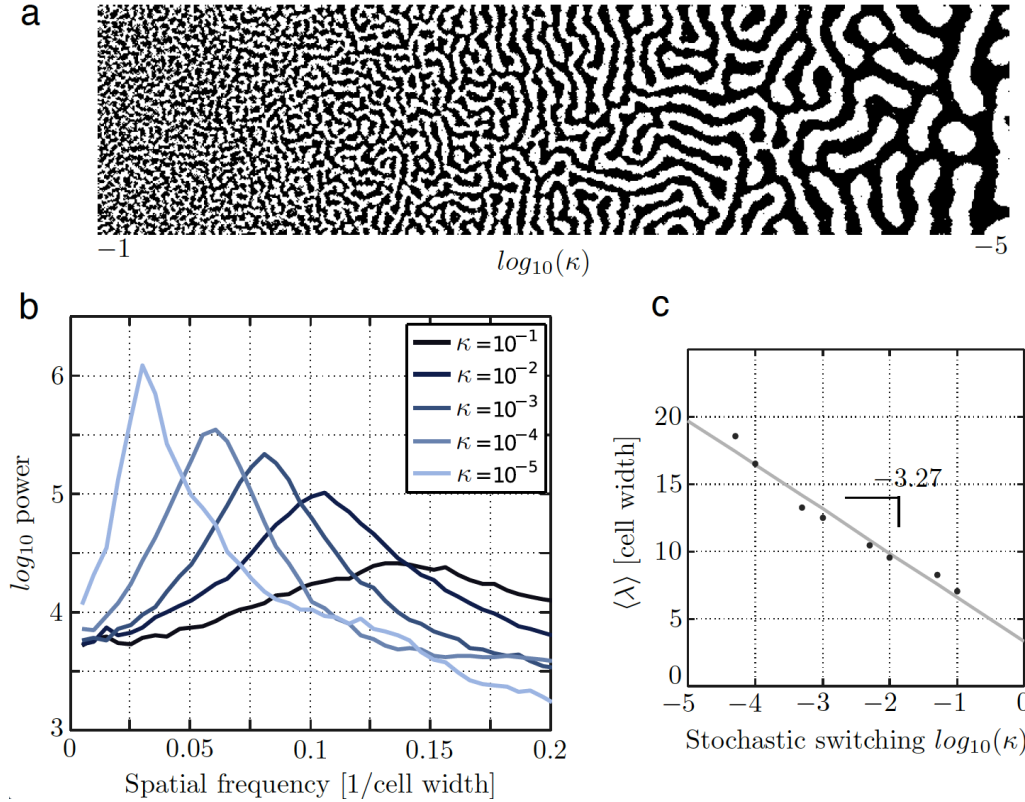 a
−1
−5
log₁₀(κ)
b
κ = 10⁻¹
κ = 10⁻²
κ = 10⁻³
κ = 10⁻⁴
κ = 10⁻⁵
6
5
4
3
log₁₀ power
0
0.05
0.1
0.15
0.2
Spatial frequency [1/cell width]
c
20
15
10
5
0
⟨λ⟩ [cell width]
−3.27
−5
−4
−3
−2
−1
0
Stochastic switching log₁₀(κ)